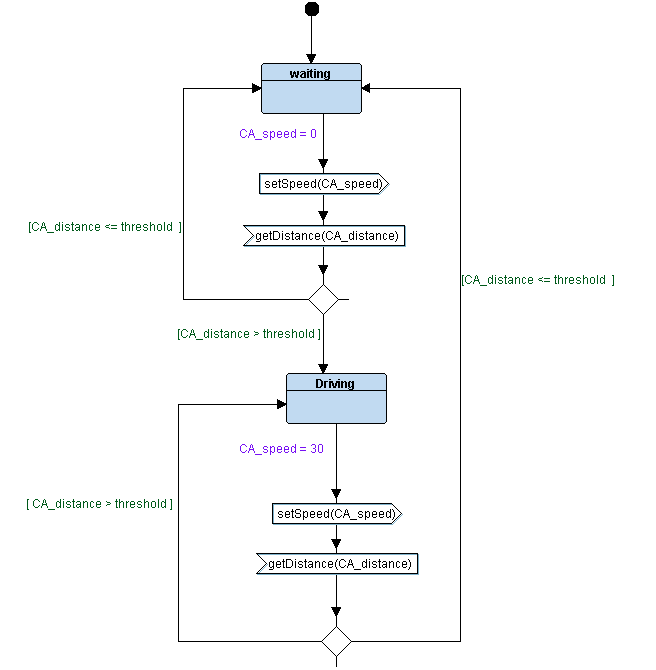 waiting
CA_speed = 0
setSpeed(CA_speed)
[CA_distance <= threshold ]
getDistance(CA_distance)
[CA_distance <= threshold ]
[CA_distance > threshold ]
Driving
CA_speed = 30
[ CA_distance > threshold ]
setSpeed(CA_speed)
getDistance(CA_distance)